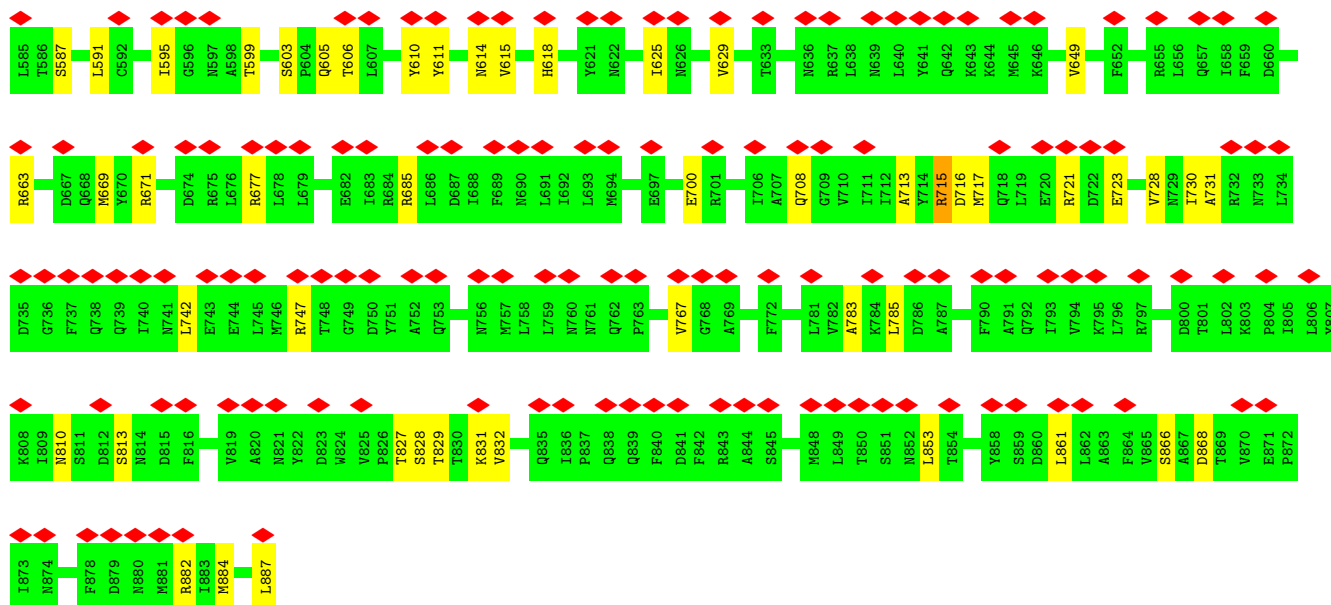 L585 T586 S587 L591 C592 I595 G596 N597 A598 T599 S603 P604 Q605 T606 L607 Y610 Y611 N614 V615 H618 Y621 N622 I625 N626 V629 T633 N636 R637 L638 N639 L640 Y641 Q642 K643 K644 M645 K646 V649 F652 R655 L656 Q657 I658 F659 D660
R663 D667 Q668 M669 Y670 R671 D674 R675 L676 R677 L678 L679 E682 I683 R684 R685 L686 D687 I688 F689 N690 L691 I692 L693 M694 E697 E700 R701 I706 A707 Q708 G709 V710 I711 I712 A713 Y714 R715 D716 M717 Q718 L719 E720 R721 D722 E723 V728 N729 I730 A731 R732 N733 L734
D735 G736 F737 Q738 Q739 I740 N741 L742 E743 E744 L745 M746 R747 T748 G749 D750 Y751 A752 Q753 N756 M757 L758 L759 N760 N761 Q762 P763 V767 G768 A769 F772 L781 V782 A783 K784 L785 D786 A787 F790 A791 Q792 I793 V794 K795 L796 R797 D800 T801 L802 K803 P804 I805 L806 Y807
K808 I809 N810 S811 D812 S813 N814 D815 F816 V819 A820 N821 Y822 D823 W824 V825 P826 T827 S828 T829 T830 K831 V832 Q835 I836 P837 Q838 Q839 F840 D841 F842 R843 A844 S845 M848 L849 T850 S851 N852 L853 T854 Y858 S859 D860 L861 L862 A863 F864 V865 S866 A867 D868 T869 V870 E871 P872
I873 N874 F878 D879 N880 M881 R882 I883 M884 L887